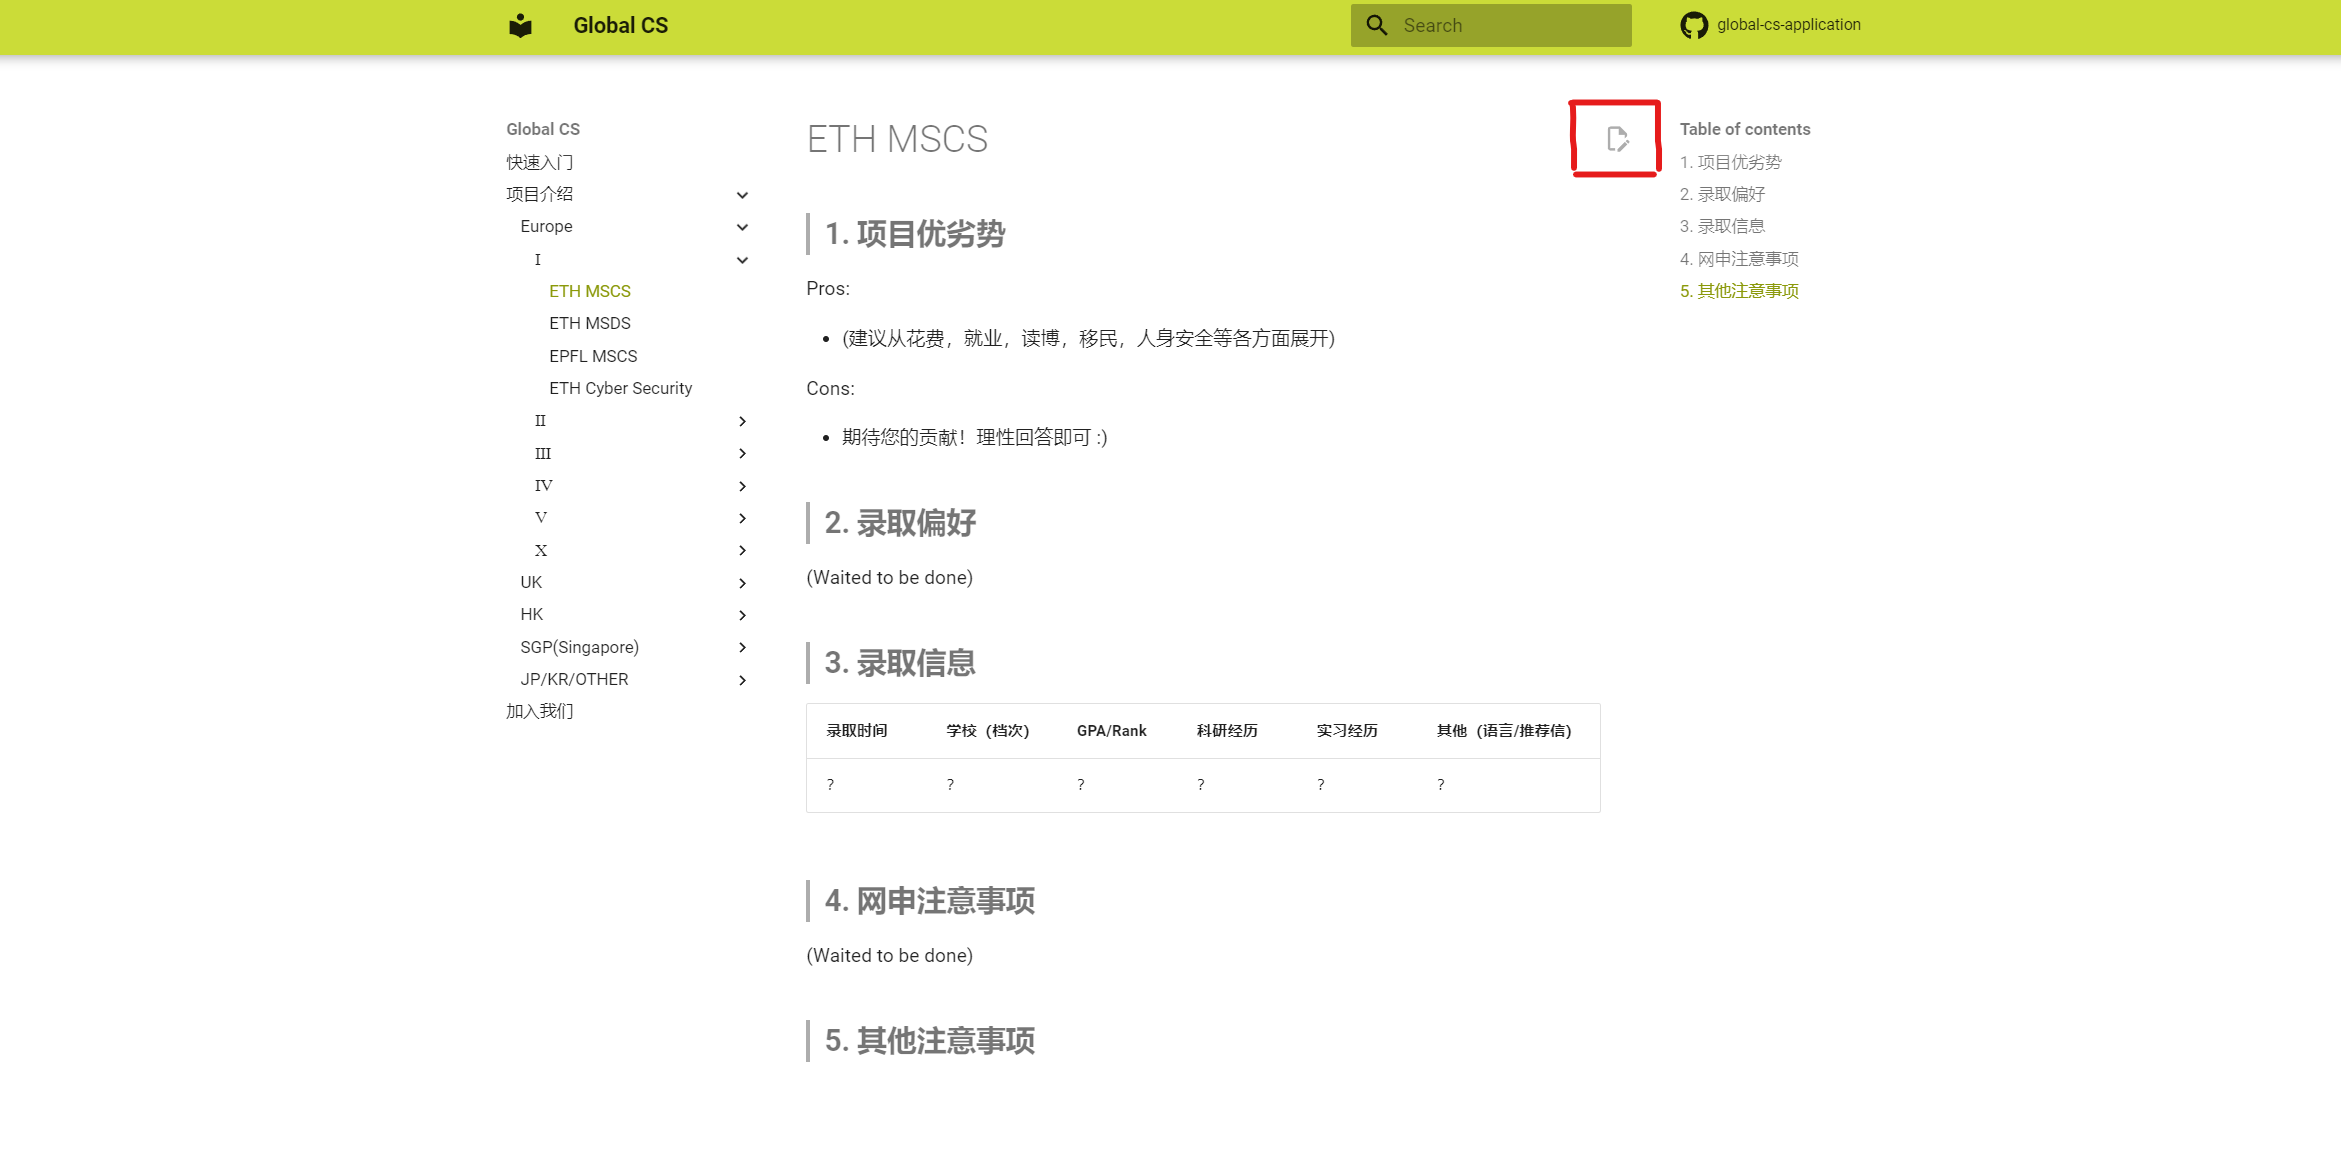 Global CS
Search
global-cs-application
Global CS
快速入门
项目介绍
Europe
I
ETH MSCS
ETH MSDS
EPFL MSCS
ETH Cyber Security
II
III
IV
V
X
UK
HK
SGP(Singapore)
JP/KR/OTHER
加入我们
ETH MSCS
1. 项目优劣势
Pros:
(建议从花费，就业，读博，移民，人身安全等各方面展开)
Cons:
期待您的贡献！理性回答即可 :)
2. 录取偏好
(Waited to be done)
3. 录取信息
录取时间 学校（档次） GPA/Rank 科研经历 实习经历 其他（语言/推荐信）
? ? ? ? ? ?
4. 网申注意事项
(Waited to be done)
5. 其他注意事项
Table of contents
1. 项目优劣势
2. 录取偏好
3. 录取信息
4. 网申注意事项
5. 其他注意事项